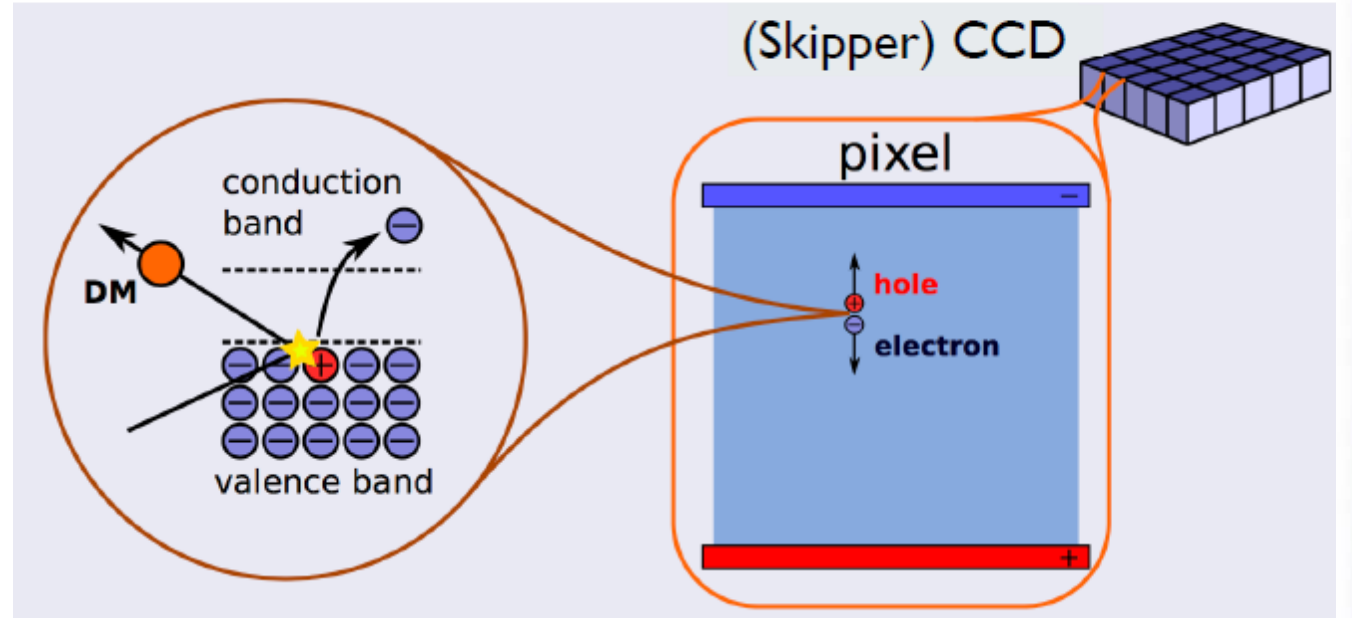 (Skipper) CCD
pixel
conduction
band
DM
hole
electron
valence band